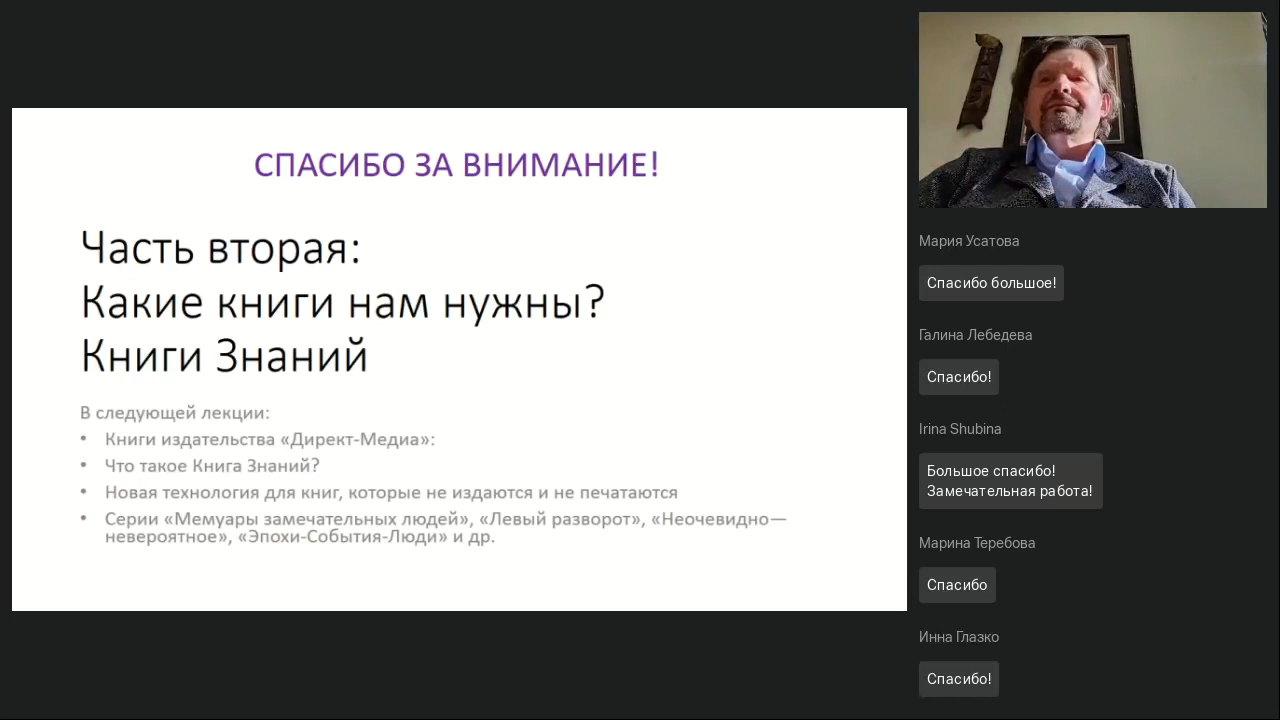 СПАСИБО ЗА ВНИМАНИЕ!
Часть вторая:
Какие книги нам нужны?
Книги Знаний
В следующей лекции:
• Книги издательства «Директ-Медиа»:
• Что такое Книга Знаний?
• Новая технология для книг, которые не издаются и не печатаются
• Серии «Мемуары замечательных людей», «Левый разворот», «Неочевидно—
невероятное», «Эпохи-События-Люди» и др.
Мария Усатова
Спасибо большое!
Галина Лебедева
Спасибо!
Irina Shubina
Большое спасибо!
Замечательная работа!
Марина Теребова
Спасибо
Инна Глазко
Спасибо!